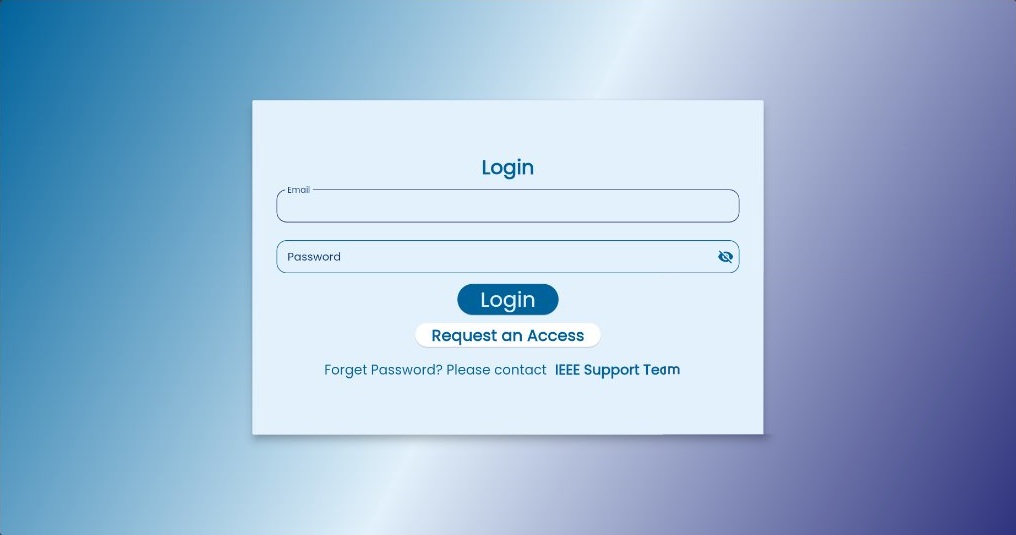 Login
Email
Password
Login
Request an Access
Forget Password? Please contact IEEE Support Team